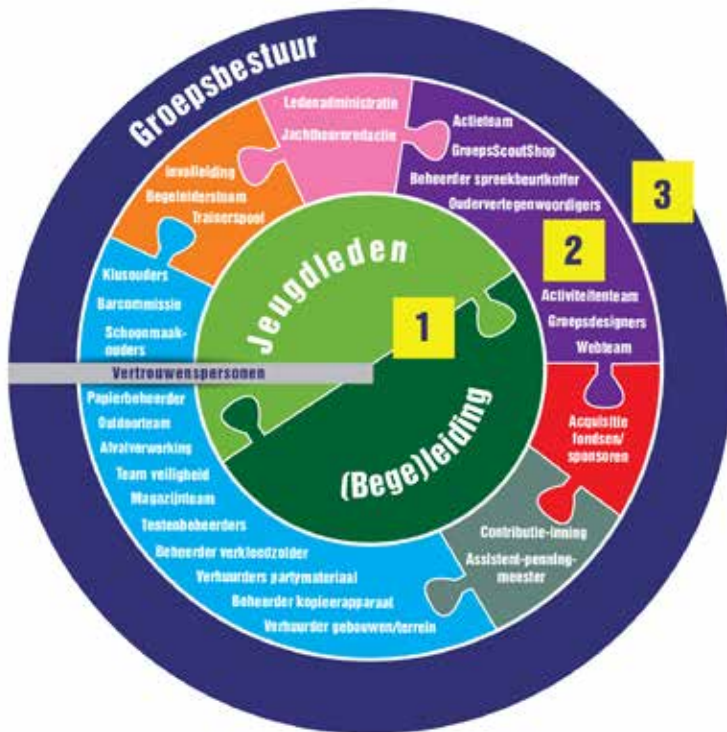 Groepsbestuur
Ledenadministratie
Jachthoornredactie
Invalleiding
Begeleidersteam
Trainerspool
Actieteam
GroepsScoutShop
Beheerder spreekbeurtkoffer
Oudervertegenwoordigers
3
2
Activiteitenteam
Groepsdesigners
Webteam
Jeugdleden
1
(Bege)leiding
Klusouders
Barcommissie
Schoonmaak-
ouders
Vertrouwenspersonen
Papierbeheerder
Outdoorteam
Afvalverwerking
Team veiligheid
Magazijnteam
Tentenbeheerders
Beheerder verkleedzolder
Verhuurders partymateriaal
Beheerder kopieerapparaat
Verhuurder gebouwen/terrein
Acquisitie
fondsen/
sponsoren
Contributie-inning
Assistent-penning-
meester